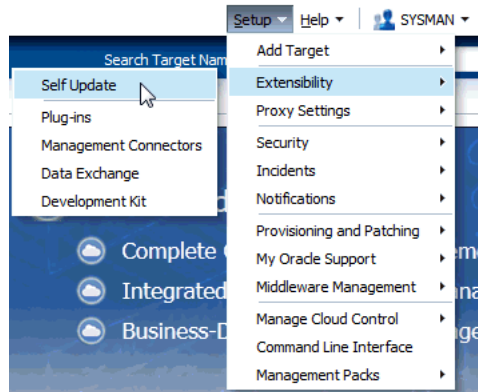 Setup Help SYSMAN
Search Target Nam
Add Target
Extensibility
Proxy Settings
Security
Incidents
Notifications
Provisioning and Patching
My Oracle Support
Middleware Management
Manage Cloud Control
Command Line Interface
Management Packs
Self Update
Plug-ins
Management Connectors
Data Exchange
Development Kit
Complete
Integrated
Business-D